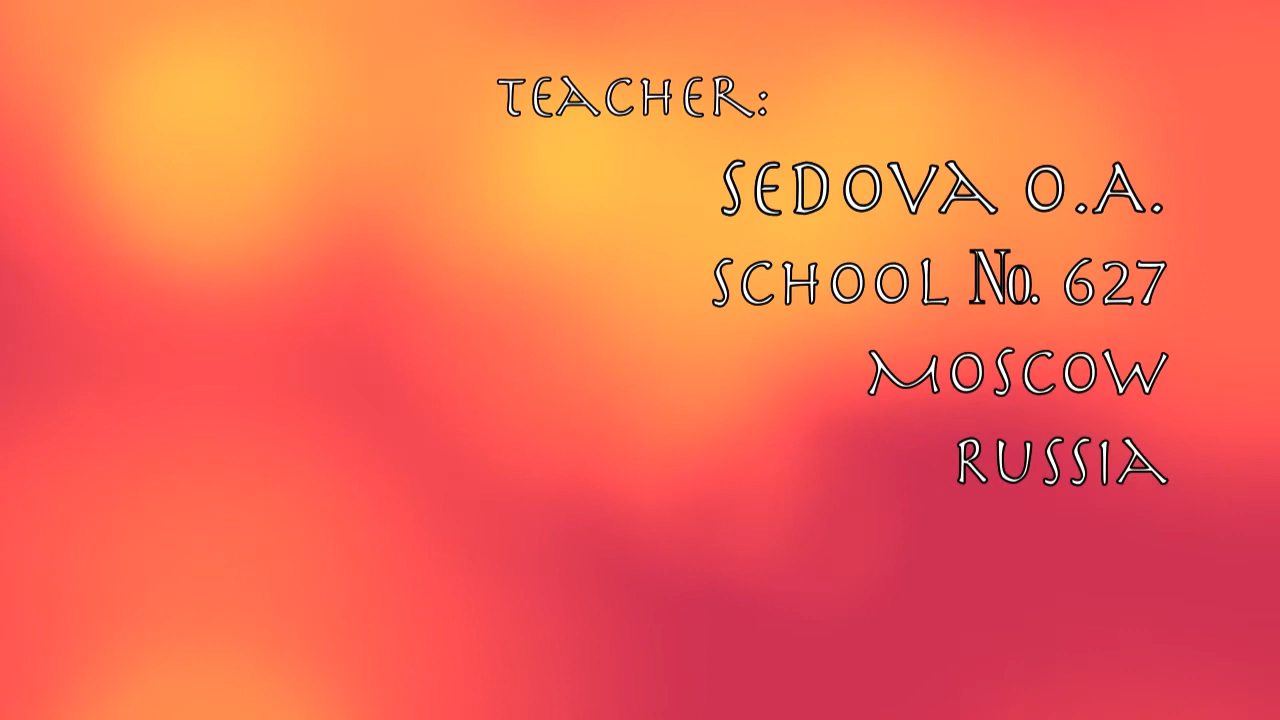 TEACHER:
SEDOVA O.A.
SCHOOL No. 627
MOSCOW
RUSSIA